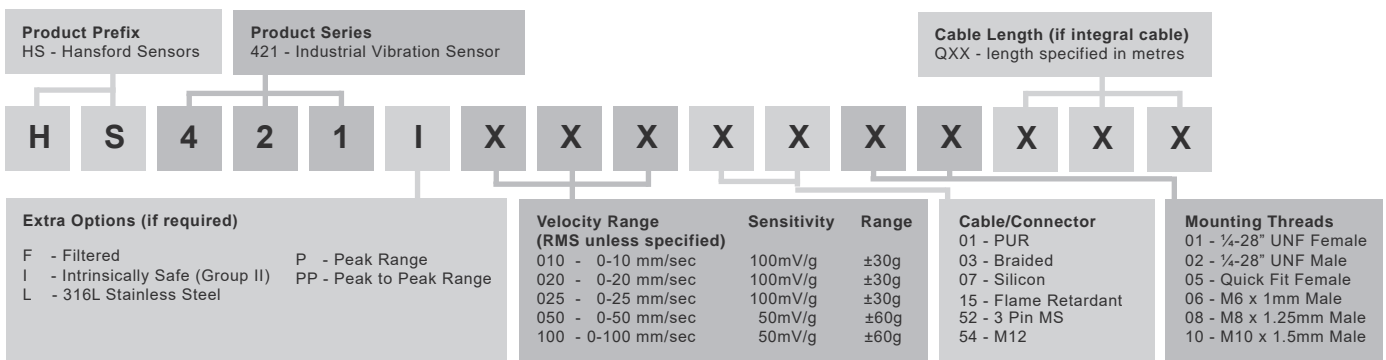 Product Prefix
HS - Hansford Sensors
Product Series
421 - Industrial Vibration Sensor
Cable Length (if integral cable)
QXX - length specified in metres
H S 4 2 1 I X X X X X X X X X X
Extra Options (if required)
F - Filtered
I - Intrinsically Safe (Group II)
L - 316L Stainless Steel
P - Peak Range
PP - Peak to Peak Range
Velocity Range Sensitivity Range
(RMS unless specified)
010 - 0-10 mm/sec 100mV/g ±30g
020 - 0-20 mm/sec 100mV/g ±30g
025 - 0-25 mm/sec 100mV/g ±30g
050 - 0-50 mm/sec 50mV/g ±60g
100 - 0-100 mm/sec 50mV/g ±60g
Cable/Connector
01 - PUR
03 - Braided
07 - Silicon
15 - Flame Retardant
52 - 3 Pin MS
54 - M12
Mounting Threads
01 - ¼-28” UNF Female
02 - ¼-28” UNF Male
05 - Quick Fit Female
06 - M6 x 1mm Male
08 - M8 x 1.25mm Male
10 - M10 x 1.5mm Male